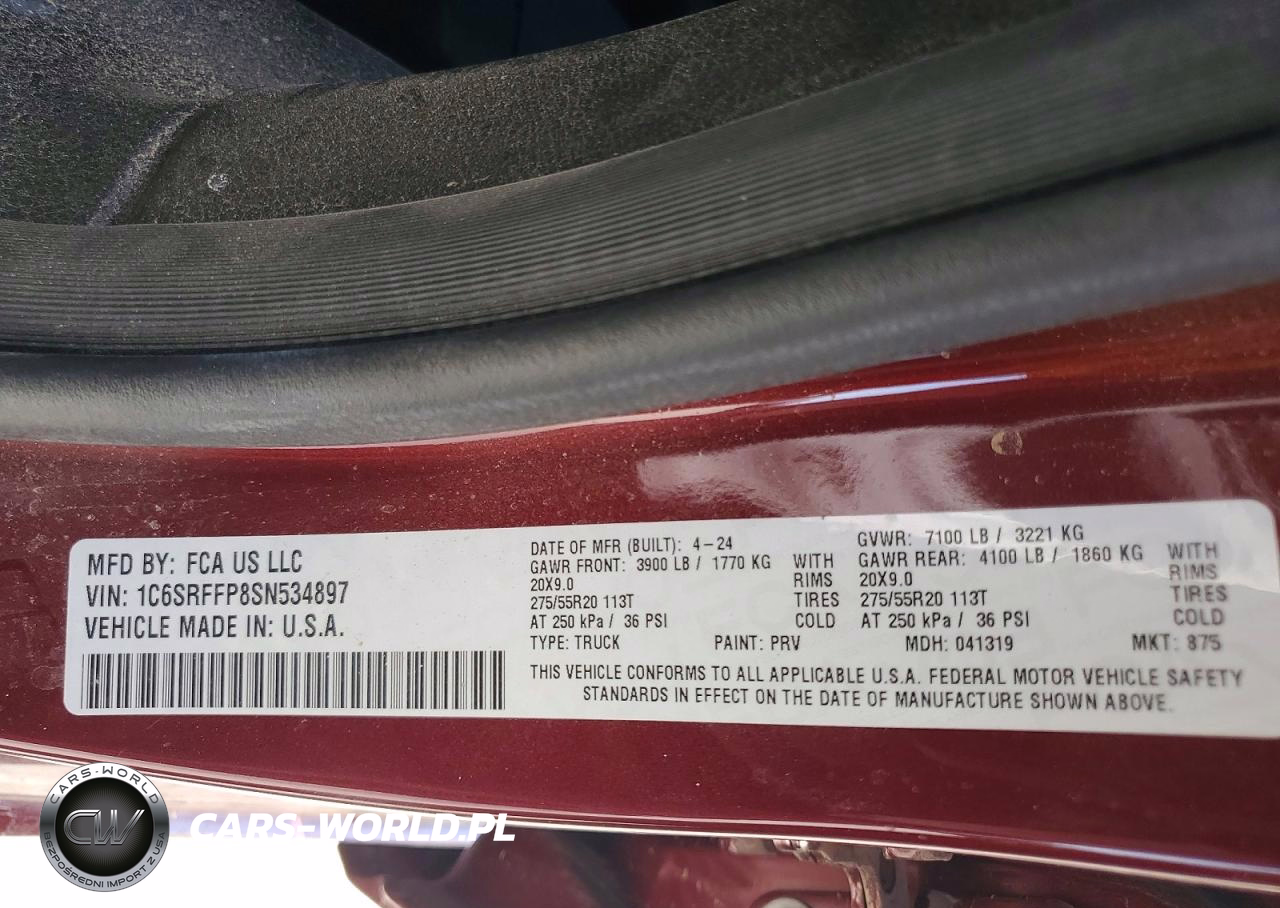 MFD BY: FCA US LLC
VIN: 1C6SRFFP8SN534897
VEHICLE MADE IN: U.S.A.
DATE OF MFR (BUILT): 4-24 GVWR: 7100 LB / 3221 KG
GAWR FRONT: 3900 LB / 1770 KG WITH GAWR REAR: 4100 LB / 1860 KG WITH
20X9.0 RIMS 20X9.0 RIMS
275/55R20 113T TIRES 275/55R20 113T TIRES
AT 250 kPa / 36 PSI COLD AT 250 kPa / 36 PSI COLD
TYPE: TRUCK PAINT: PRV MDH: 041319 MKT: 875
THIS VEHICLE CONFORMS TO ALL APPLICABLE U.S.A. FEDERAL MOTOR VEHICLE SAFETY
STANDARDS IN EFFECT ON THE DATE OF MANUFACTURE SHOWN ABOVE.
CARS-WORLD
CW
BEZPOŚREDNI IMPORT Z USA
CARS-WORLD.PL